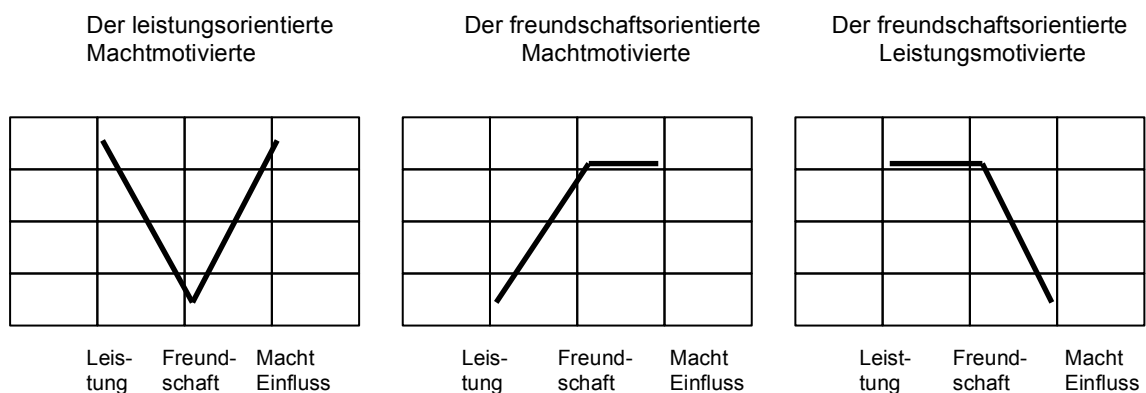 Der leistungsorientierte
Machtmotivierte
Der freundschaftsorientierte
Machtmotivierte
Der freundschaftsorientierte
Leistungsmotivierte
Leis-
tung
Freund-
schaft
Macht
Einfluss
Leis-
tung
Freund-
schaft
Macht
Einfluss
Leist-
tung
Freund-
schaft
Macht
Einfluss